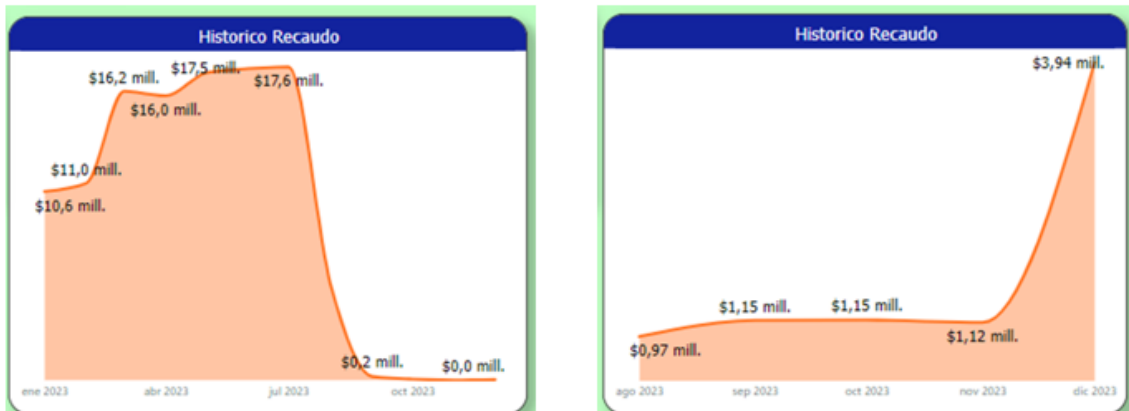 Historico Recaudo
$17,5 mill.
$16,2 mill.
$17,6 mill.
$16,0 mill.
$11,0 mill.
$10,6 mill.
$0,2 mill.
$0,0 mill.
ene 2023
abr 2023
jul 2023
oct 2023
Historico Recaudo
$3,94 mill.
$1,15 mill.
$1,15 mill.
$1,12 mill.
$0,97 mill.
ago 2023
sep 2023
oct 2023
nov 2023
dic 2023